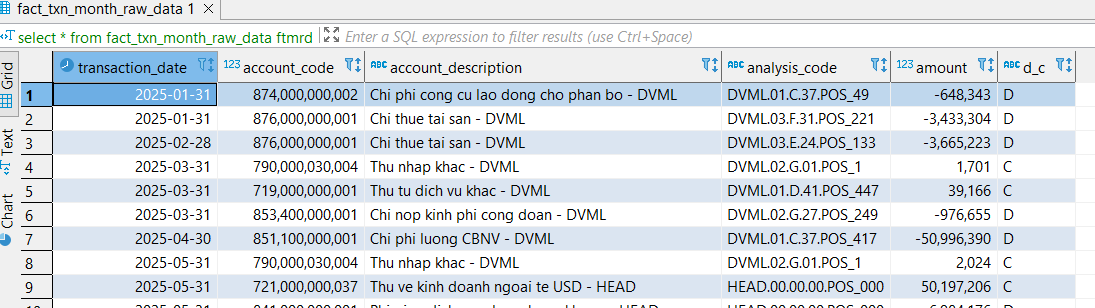 fact_txn_month_raw_data 1
select * from fact_txn_month_raw_data ftmrd Enter a SQL expression to filter results (use Ctrl+Space)
Grid
Text
Chart
transaction_date 123 account_code ABC account_description ABC analysis_code 123 amount ABC d_c
1 2025-01-31 874,000,000,002 Chi phi cong cu lao dong cho phan bo - DVML DVML.01.C.37.POS_49 -648,343 D
2 2025-01-31 876,000,000,001 Chi thue tai san - DVML DVML.03.F.31.POS_221 -3,433,304 D
3 2025-02-28 876,000,000,001 Chi thue tai san - DVML DVML.03.E.24.POS_133 -3,665,223 D
4 2025-03-31 790,000,030,004 Thu nhap khac - DVML DVML.02.G.01.POS_1 1,701 C
5 2025-03-31 719,000,000,001 Thu tu dich vu khac - DVML DVML.01.D.41.POS_447 39,166 C
6 2025-03-31 853,400,000,001 Chi nop kinh phi cong doan - DVML DVML.02.G.27.POS_249 -976,655 D
7 2025-04-30 851,100,000,001 Chi phi luong CBNV - DVML DVML.01.C.37.POS_417 -50,996,390 D
8 2025-05-31 790,000,030,004 Thu nhap khac - DVML DVML.02.G.01.POS_1 2,024 C
9 2025-05-31 721,000,000,037 Thu ve kinh doanh ngoai te USD - HEAD HEAD.00.00.00.POS_000 50,197,206 C